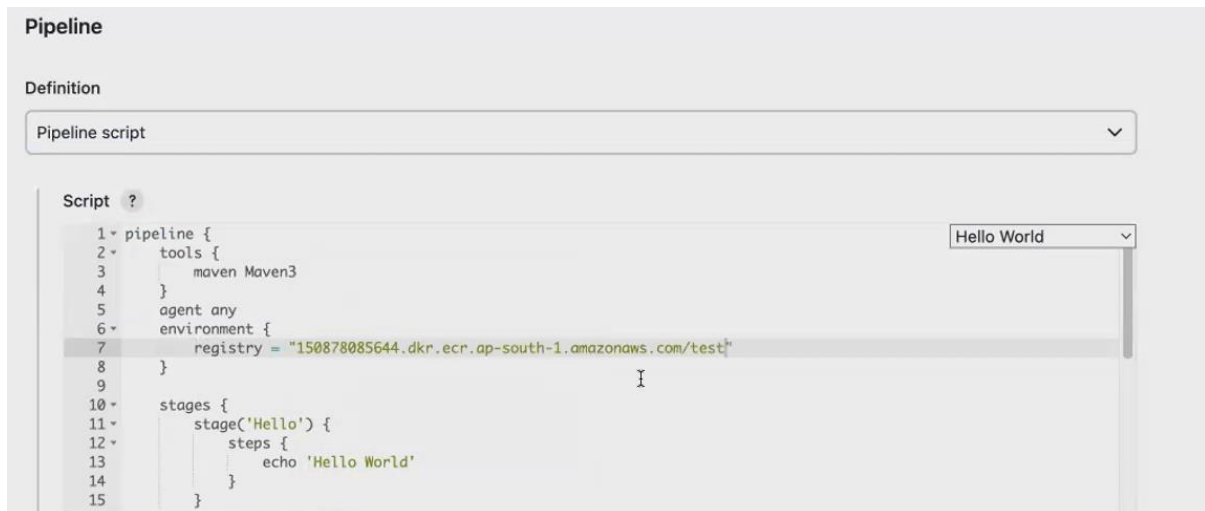 Pipeline
Definition
Pipeline script
Script ?
Hello World
1 pipeline {
2 tools {
3 maven Maven3
4 }
5 agent any
6 environment {
7 registry = "150878085644.dkr.ecr.ap-south-1.amazonaws.com/test"
8 }
9
10 stages {
11 stage('Hello') {
12 steps {
13 echo 'Hello World'
14 }
15 }